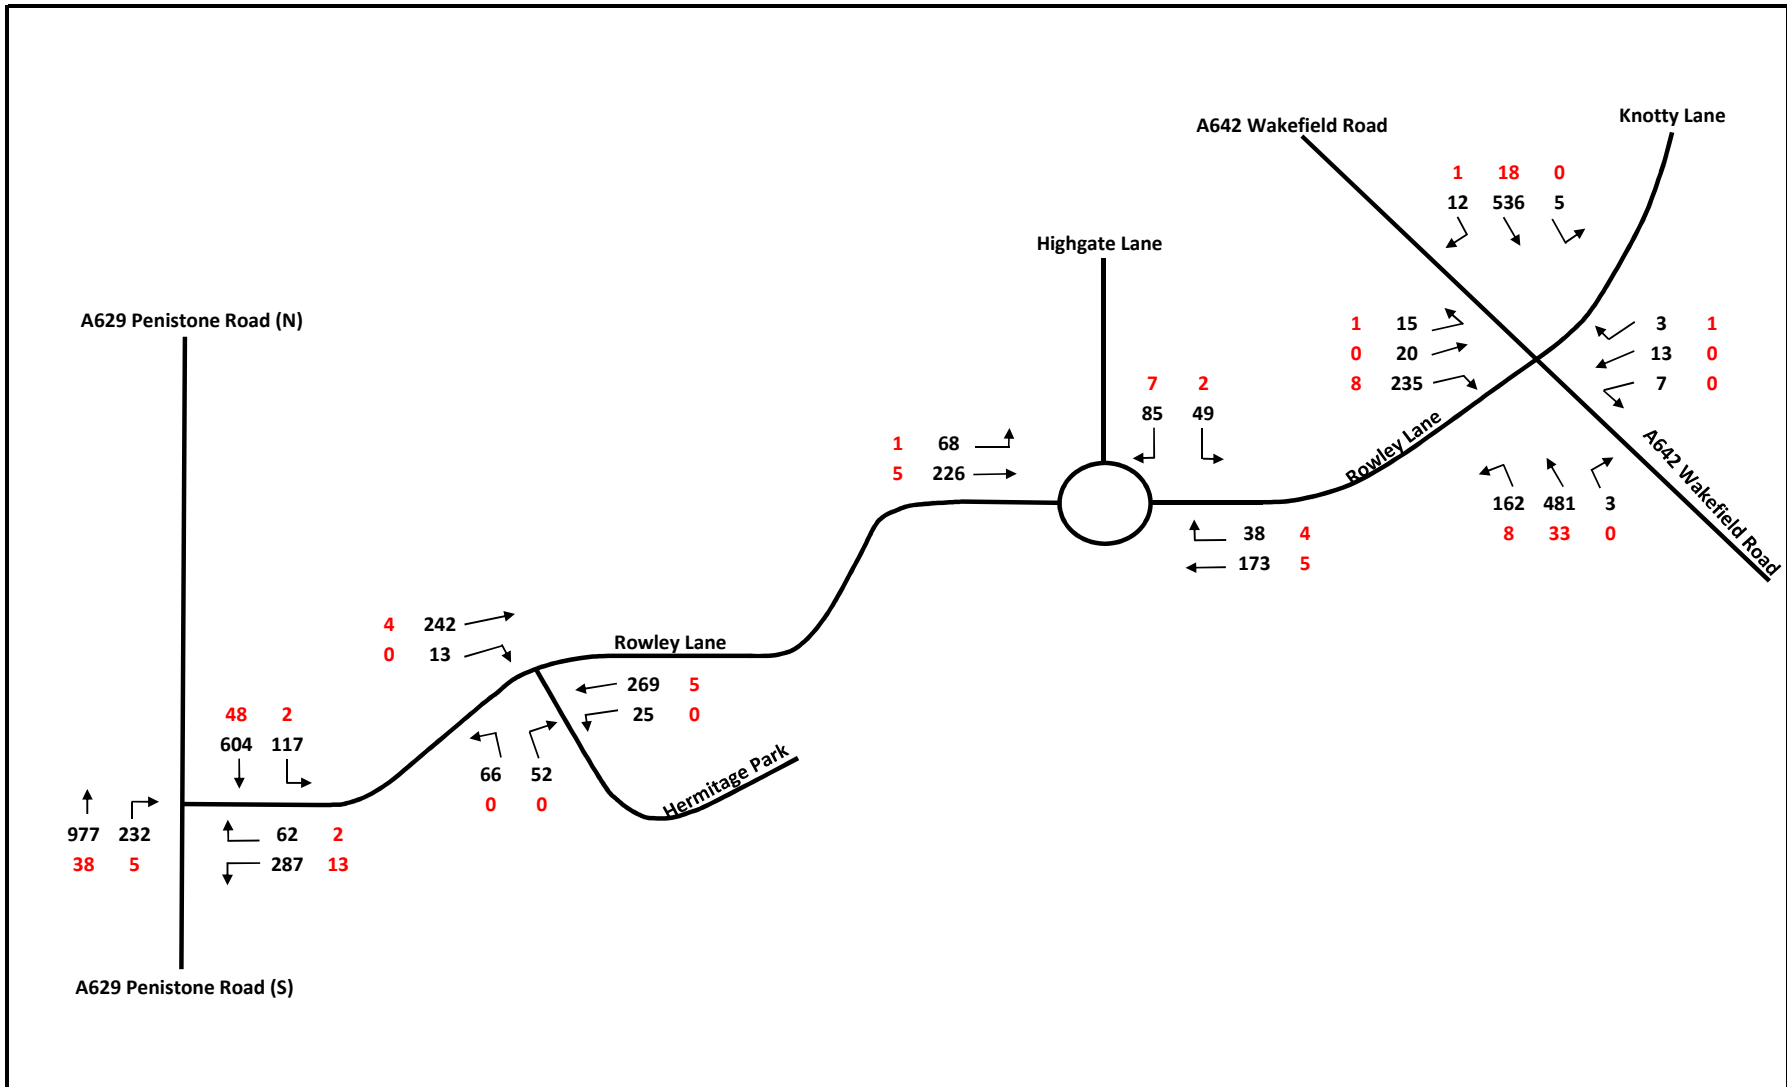 Knotty Lane
A642 Wakefield Road
1 18 0
12 536 5
Highgate Lane
A629 Penistone Road (N)
1 15
0 20
8 235
3 1
13 0
7 0
7 2
85 49
1 68
5 226
Rowley Lane
A642 Wakefield Road
162 481 3
8 33 0
38 4
173 5
4 242
0 13
Rowley Lane
269 5
25 0
48 2
604 117
66 52
0 0
Hermitage Park
977 232
38 5
62 2
287 13
A629 Penistone Road (S)